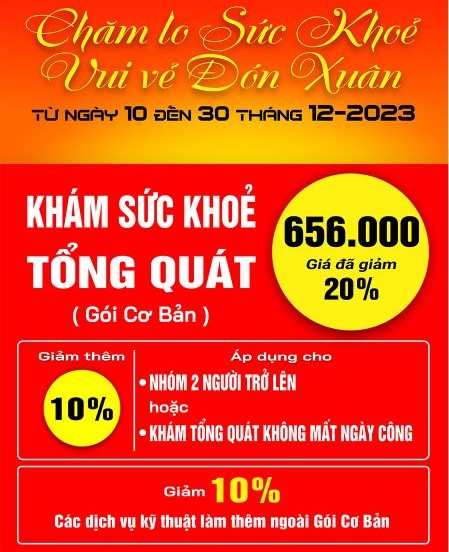 Chăm lo Sức Khoẻ
Vui vẻ Đón Xuân
TỪ NGÀY 10 ĐẾN 30 THÁNG 12-2023
KHÁM SỨC KHOẺ
TỔNG QUÁT
( Gói Cơ Bản )
656.000
Giá đã giảm
20%
Giảm thêm
10%
Áp dụng cho
•NHÓM 2 NGƯỜI TRỞ LÊN
hoặc
•KHÁM TỔNG QUÁT KHÔNG MẤT NGÀY CÔNG
Giảm 10%
Các dịch vụ kỹ thuật làm thêm ngoài Gói Cơ Bản